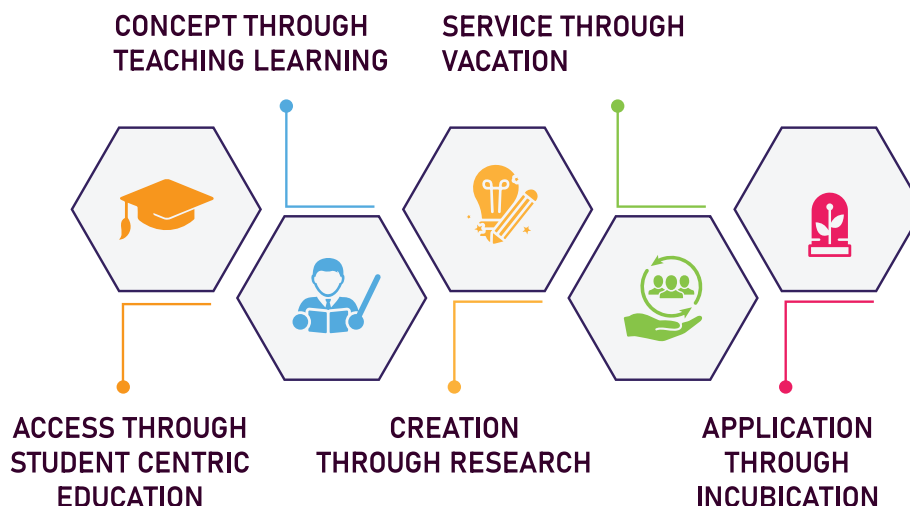 CONCEPT THROUGH
TEACHING LEARNING
SERVICE THROUGH
VACATION
ACCESS THROUGH
STUDENT CENTRIC
EDUCATION
CREATION
THROUGH RESEARCH
APPLICATION
THROUGH
INCUBICATION